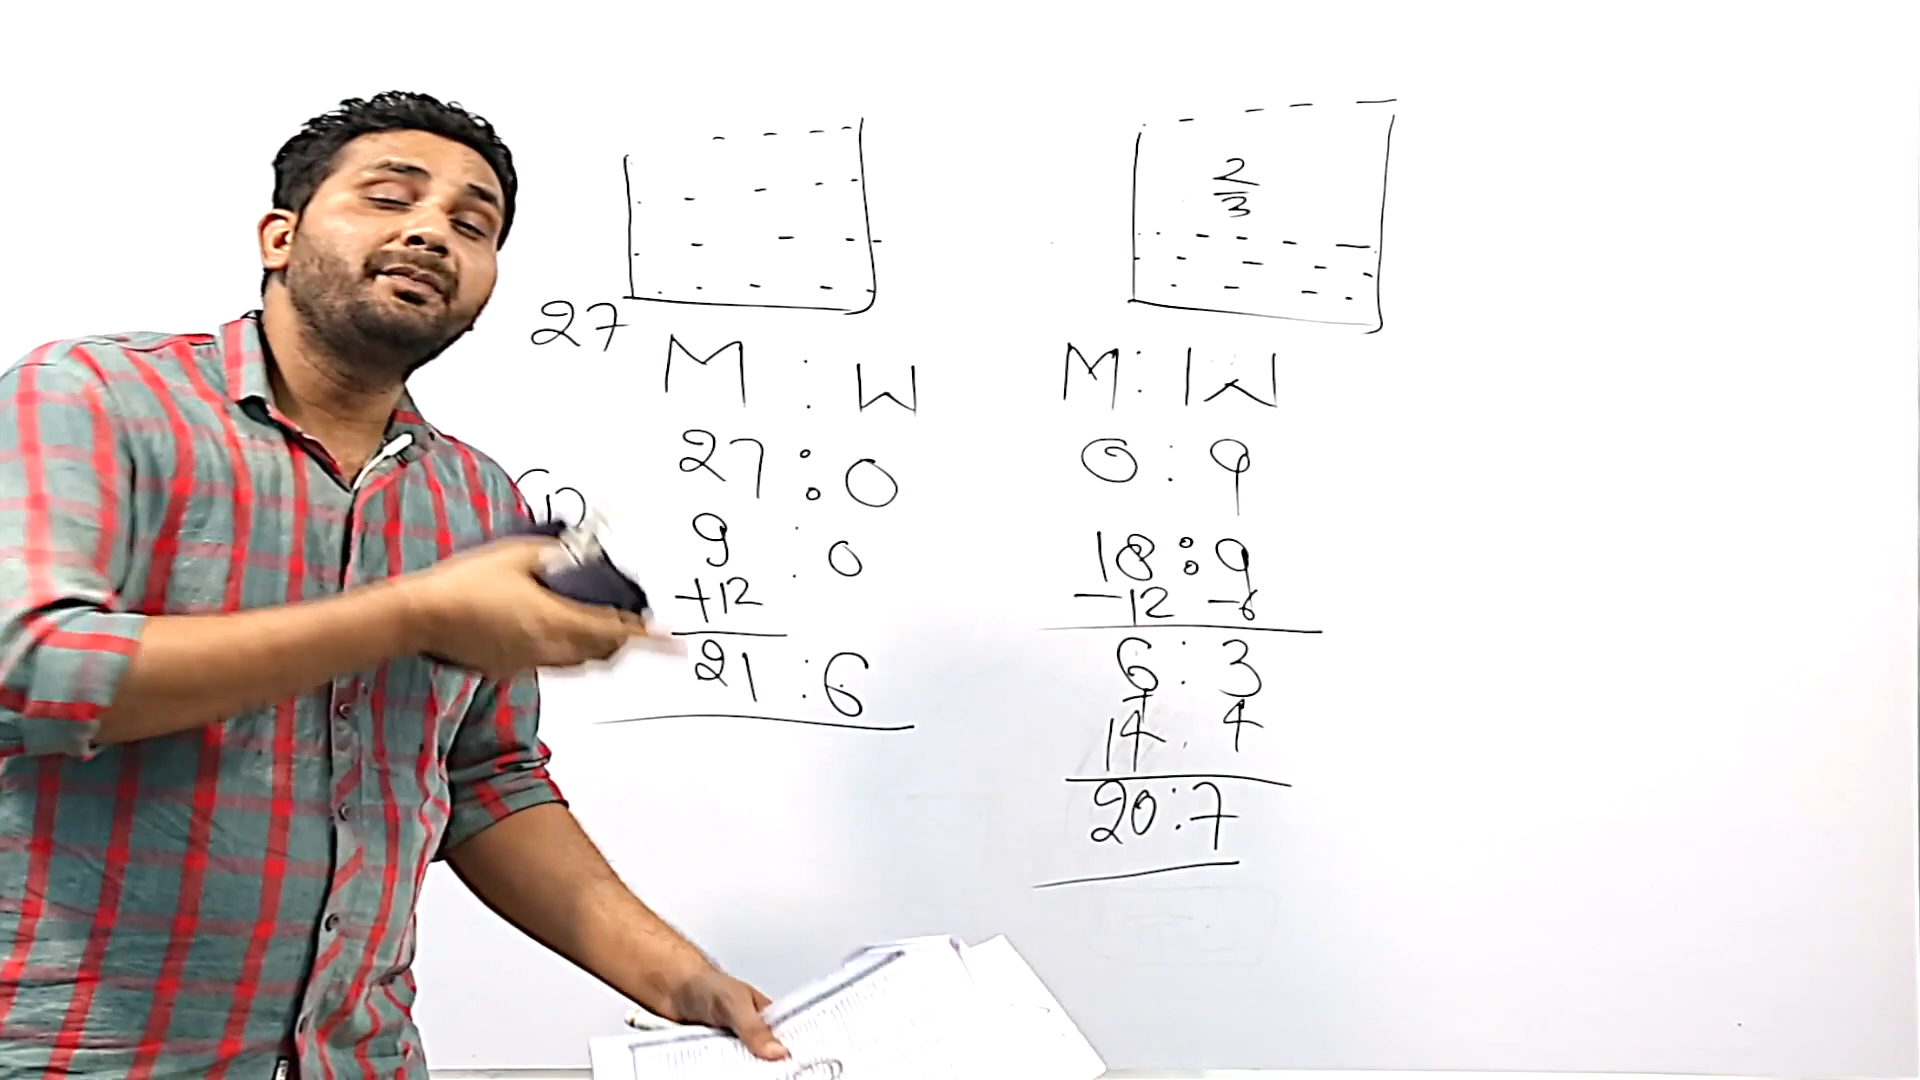 2
3
27
M : W
27 : 0
9 : 0
+12
21 : 6
M : W
0 : 9
18 : 9
-12 -6
6 : 3
14 : 4
20 : 7